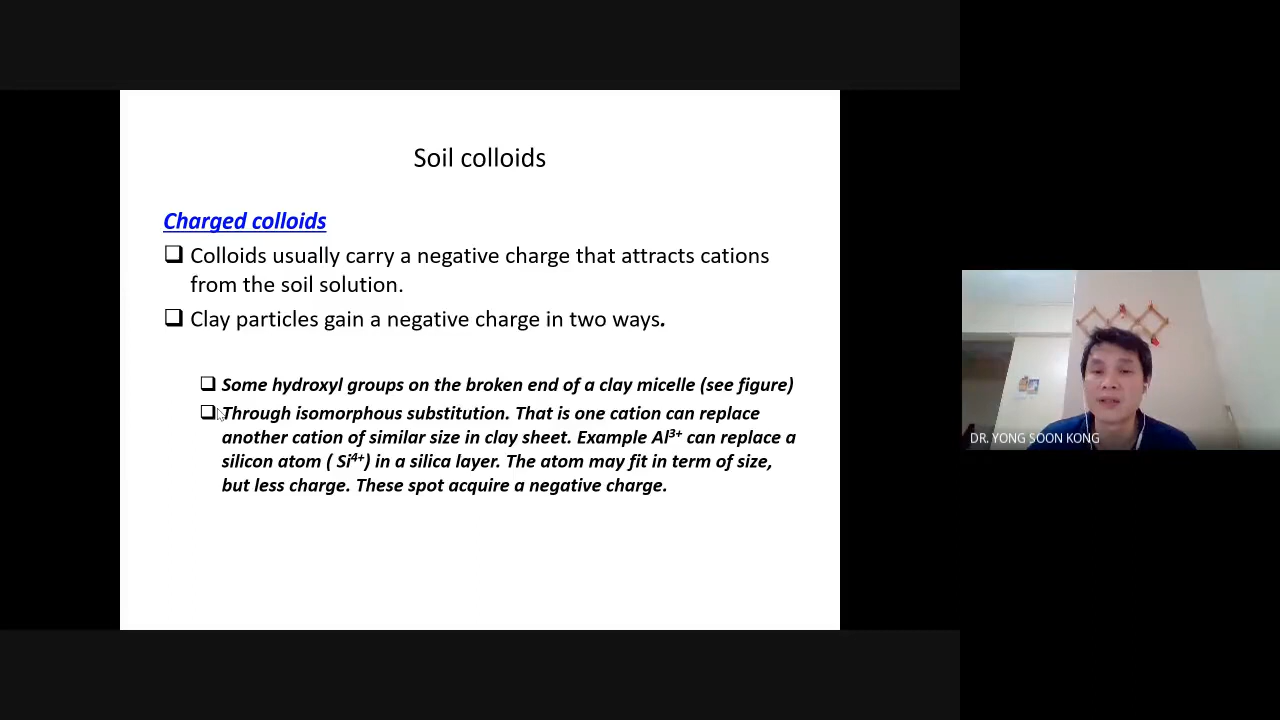 Soil colloids
Charged colloids
❑ Colloids usually carry a negative charge that attracts cations
from the soil solution.
❑ Clay particles gain a negative charge in two ways.
❑ Some hydroxyl groups on the broken end of a clay micelle (see figure)
❑ Through isomorphous substitution. That is one cation can replace
another cation of similar size in clay sheet. Example Al³⁺ can replace a
silicon atom ( Si⁴⁺) in a silica layer. The atom may fit in term of size,
but less charge. These spot acquire a negative charge.
DR. YONG SOON KONG